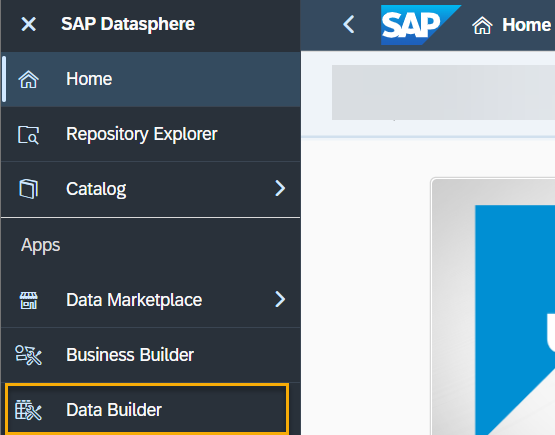 SAP Datasphere
SAP
Home
Home
Repository Explorer
Catalog
Apps
Data Marketplace
Business Builder
Data Builder